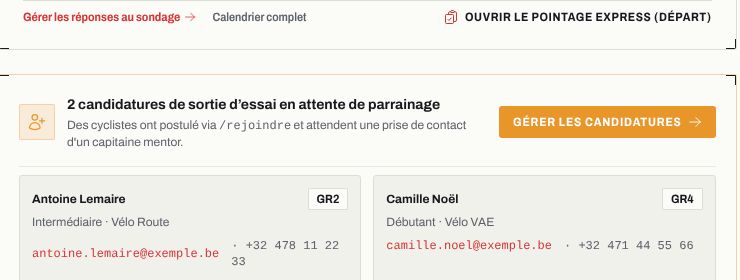 Gérer les réponses au sondage → Calendrier complet OUVRIR LE POINTAGE EXPRESS (DÉPART)
2 candidatures de sortie d'essai en attente de parrainage
Des cyclistes ont postulé via /rejoindre et attendent une prise de contact
d'un capitaine mentor.
GÉRER LES CANDIDATURES →
Antoine Lemaire GR2
Intermédiaire · Vélo Route
antoine.lemaire@exemple.be · +32 478 11 22
33
Camille Noël GR4
Débutant · Vélo VAE
camille.noel@exemple.be · +32 471 44 55 66